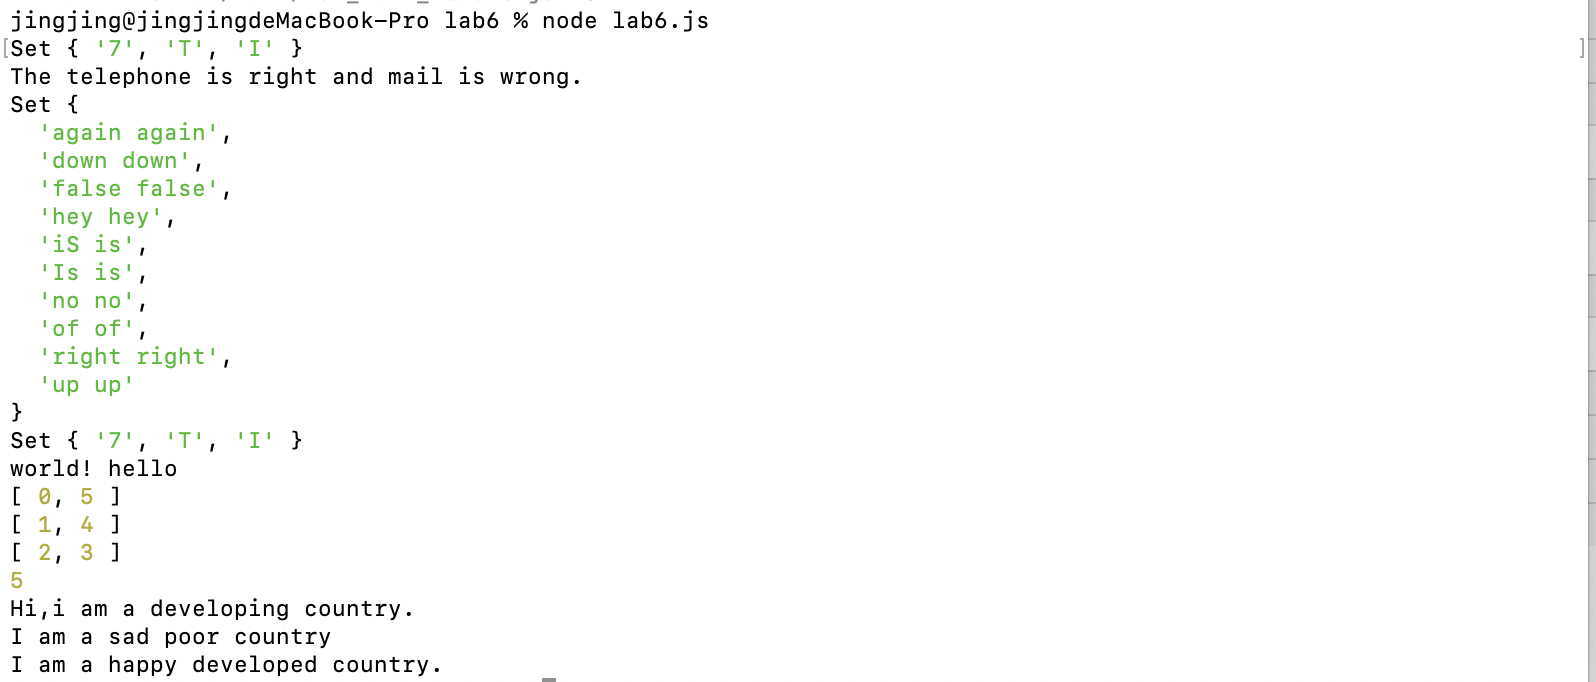 jingjing@jingjingdeMacBook-Pro lab6 % node lab6.js
Set { '7', 'T', 'I' }
The telephone is right and mail is wrong.
Set {
  'again again',
  'down down',
  'false false',
  'hey hey',
  'iS is',
  'Is is',
  'no no',
  'of of',
  'right right',
  'up up'
}
Set { '7', 'T', 'I' }
world! hello
[ 0, 5 ]
[ 1, 4 ]
[ 2, 3 ]
5
Hi,i am a developing country.
I am a sad poor country
I am a happy developed country.